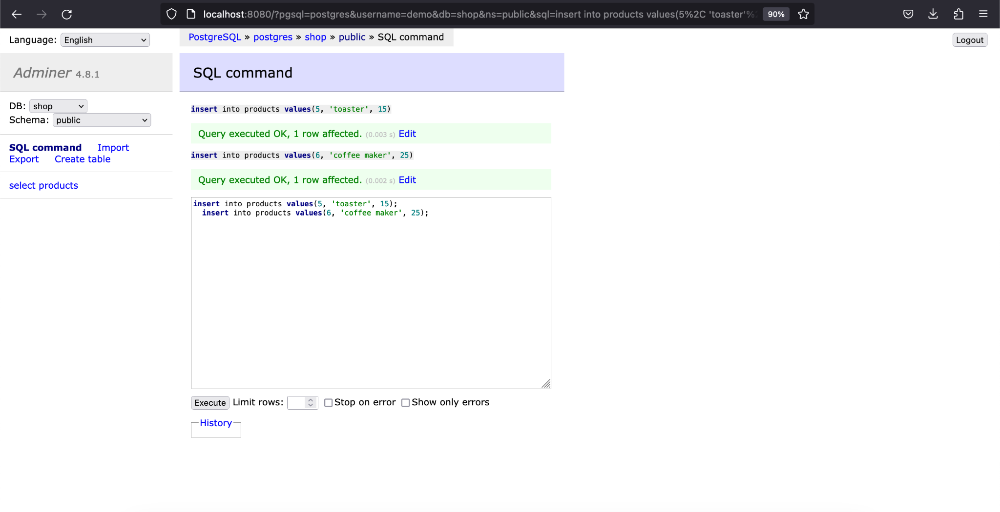 localhost:8080/?pgsql=postgres&username=demo&db=shop&ns=public&sql=insert into products values(5%2C 'toaster'%2
90%
Language: English
PostgreSQL » postgres » shop » public » SQL command
Logout
Adminer 4.8.1
SQL command
DB: shop
Schema: public
SQL command Import
Export Create table
select products
insert into products values(5, 'toaster', 15)
Query executed OK, 1 row affected. (0.003 s) Edit
insert into products values(6, 'coffee maker', 25)
Query executed OK, 1 row affected. (0.002 s) Edit
insert into products values(5, 'toaster', 15);
insert into products values(6, 'coffee maker', 25);
Execute Limit rows: Stop on error Show only errors
History